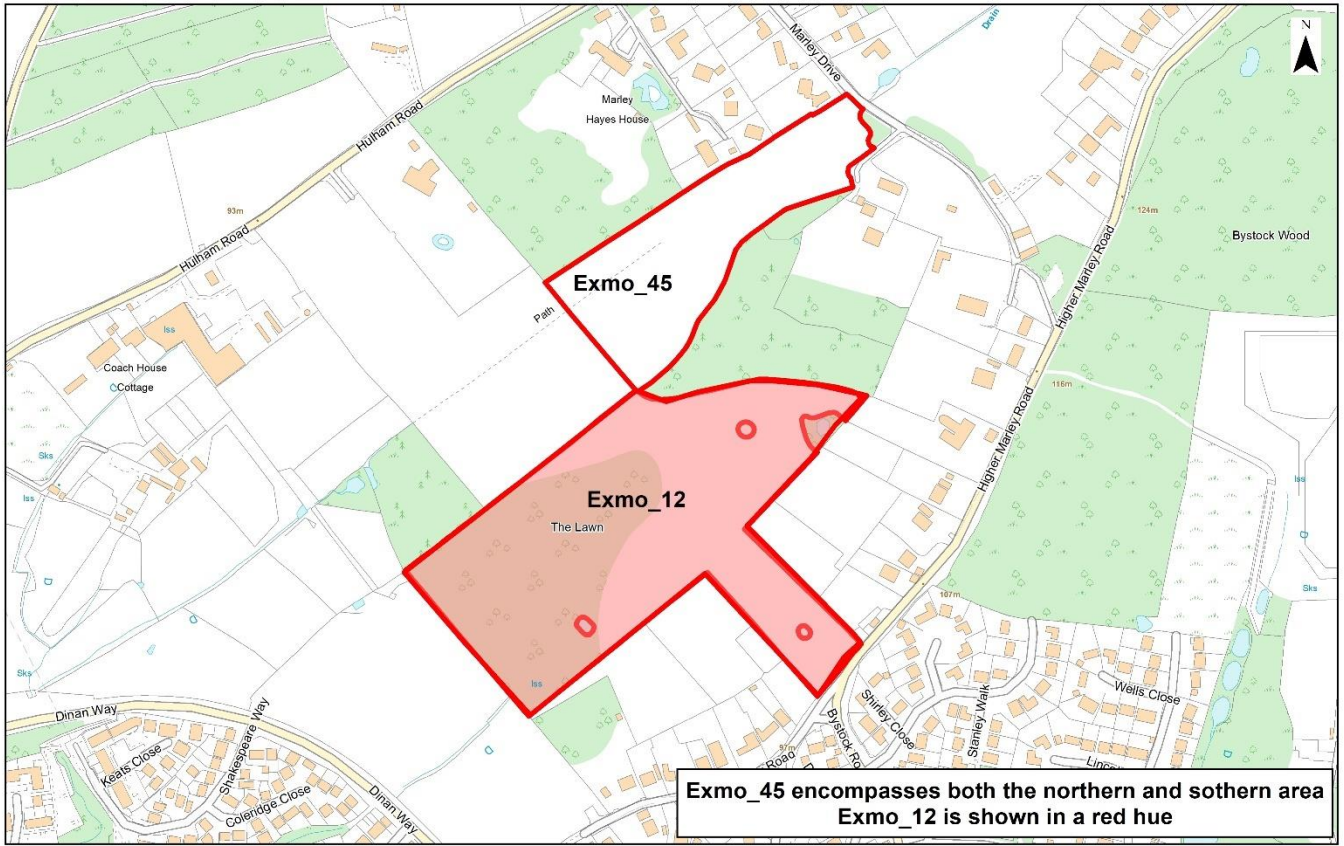 N
Marley Drive
Drain
Hulham Road
Marley
Hayes House
93m
Hulham Road
124m
Bystock Wood
Higher Marley Road
Exmo_45
Path
Iss
Coach House
Cottage
116m
Sks
Iss
Higher Marley Road
Iss
Exmo_12
The Lawn
D
D
D
Sks
107m
Iss
Sks
D
Dinan Way
Shakespeare Way
Keats Close
Coleridge Close
Dinan Way
D
Wells Close
Stanley Walk
Shirley Close
Bystock Ro
97m
Road
Linc
Exmo_45 encompasses both the northern and sothern area
Exmo_12 is shown in a red hue